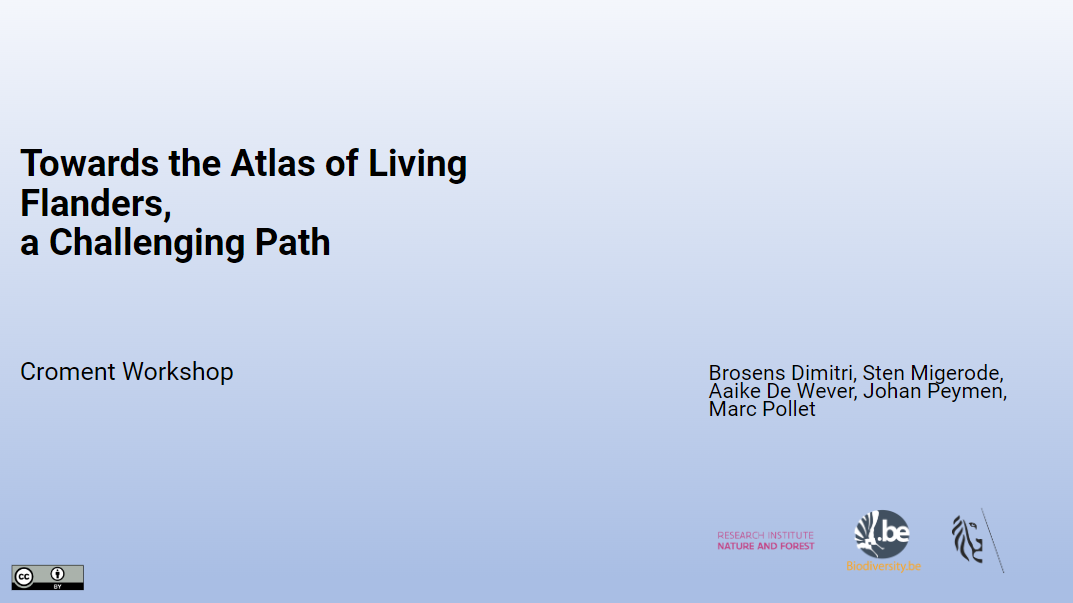 Towards the Atlas of Living
Flanders,
a Challenging Path
Croment Workshop
Brosens Dimitri, Sten Migerode,
Aaike De Wever, Johan Peymen,
Marc Pollet
RESEARCH INSTITUTE
NATURE AND FOREST
.be
Biodiversity.be
cc
BY